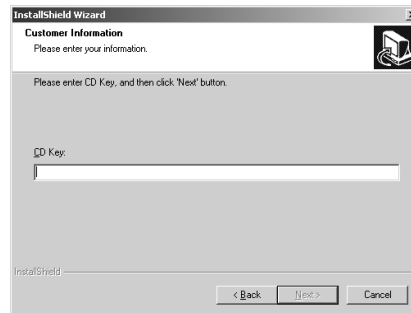 InstallShield Wizard
Customer Information
Please enter your information.
Please enter CD Key, and then click 'Next' button.
CD Key:
InstallShield
< Back
Next >
Cancel